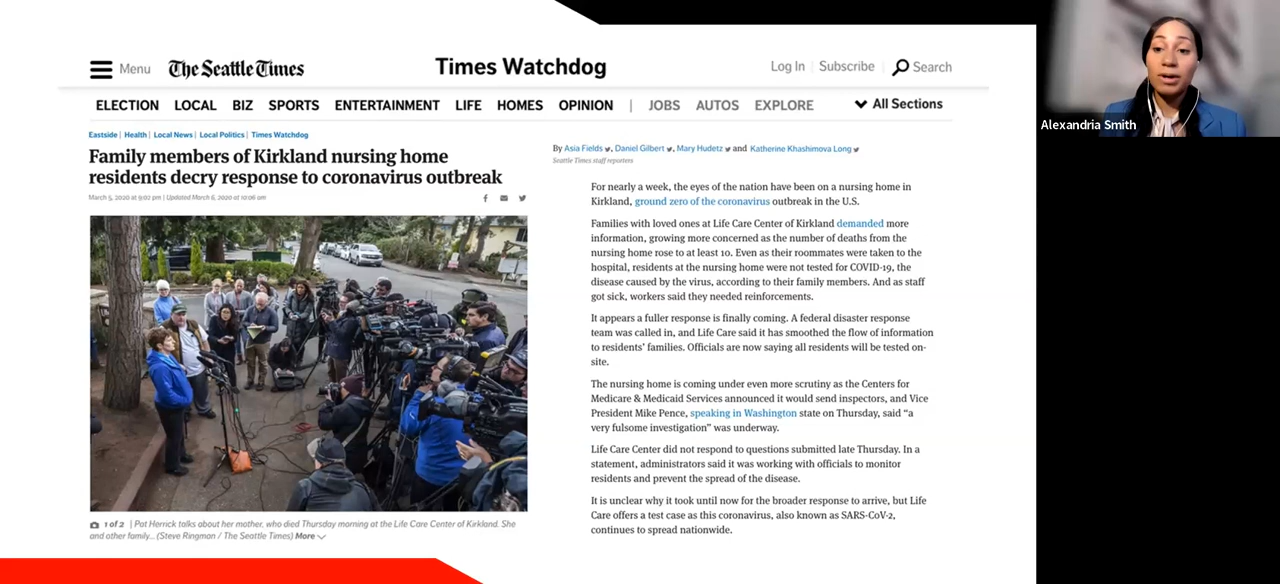 Menu The Seattle Times Times Watchdog Log In | Subscribe | Search
ELECTION LOCAL BIZ SPORTS ENTERTAINMENT LIFE HOMES OPINION | JOBS AUTOS EXPLORE All Sections
Eastside | Health | Local News | Local Politics | Times Watchdog
Family members of Kirkland nursing home
residents decry response to coronavirus outbreak
March 5, 2020 at 9:02 pm | Updated March 6, 2020 at 10:06 am
1 of 2 | Pat Herrick talks about her mother, who died Thursday morning at the Life Care Center of Kirkland. She
and other family... (Steve Ringman / The Seattle Times) More
By Asia Fields, Daniel Gilbert, Mary Hudetz and Katherine Khashimova Long
Seattle Times staff reporters
For nearly a week, the eyes of the nation have been on a nursing home in
Kirkland, ground zero of the coronavirus outbreak in the U.S.
Families with loved ones at Life Care Center of Kirkland demanded more
information, growing more concerned as the number of deaths from the
nursing home rose to at least 10. Even as their roommates were taken to the
hospital, residents at the nursing home were not tested for COVID-19, the
disease caused by the virus, according to their family members. And as staff
got sick, workers said they needed reinforcements.
It appears a fuller response is finally coming. A federal disaster response
team was called in, and Life Care said it has smoothed the flow of information
to residents' families. Officials are now saying all residents will be tested on-
site.
The nursing home is coming under even more scrutiny as the Centers for
Medicare & Medicaid Services announced it would send inspectors, and Vice
President Mike Pence, speaking in Washington state on Thursday, said “a
very fulsome investigation” was underway.
Life Care Center did not respond to questions submitted late Thursday. In a
statement, administrators said it was working with officials to monitor
residents and prevent the spread of the disease.
It is unclear why it took until now for the broader response to arrive, but Life
Care offers a test case as this coronavirus, also known as SARS-CoV-2,
continues to spread nationwide.
Alexandria Smith